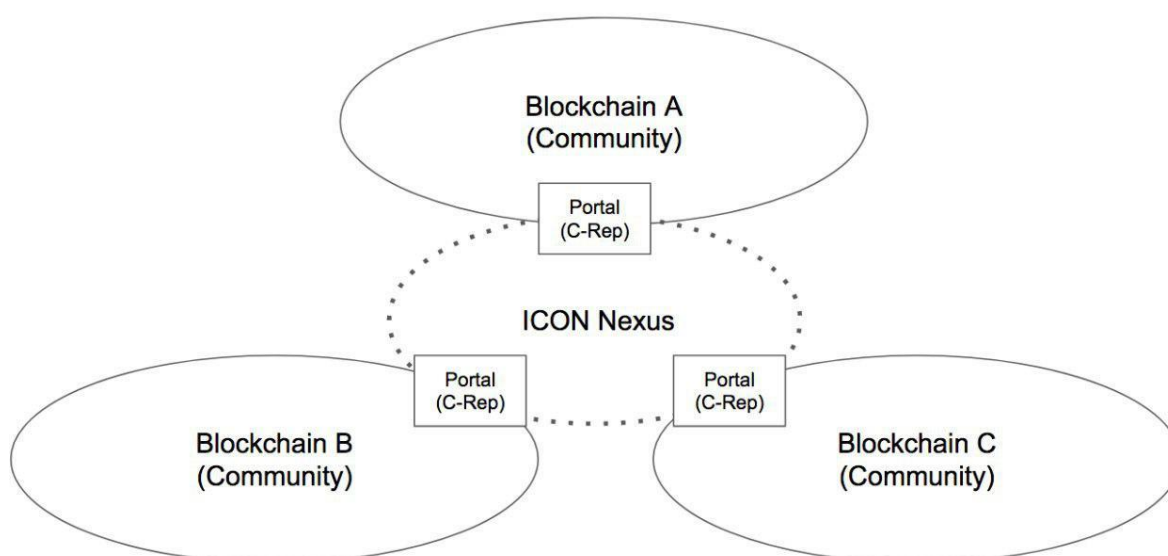 Blockchain A
(Community)
Portal
(C-Rep)
ICON Nexus
Portal
(C-Rep)
Portal
(C-Rep)
Blockchain B
(Community)
Blockchain C
(Community)